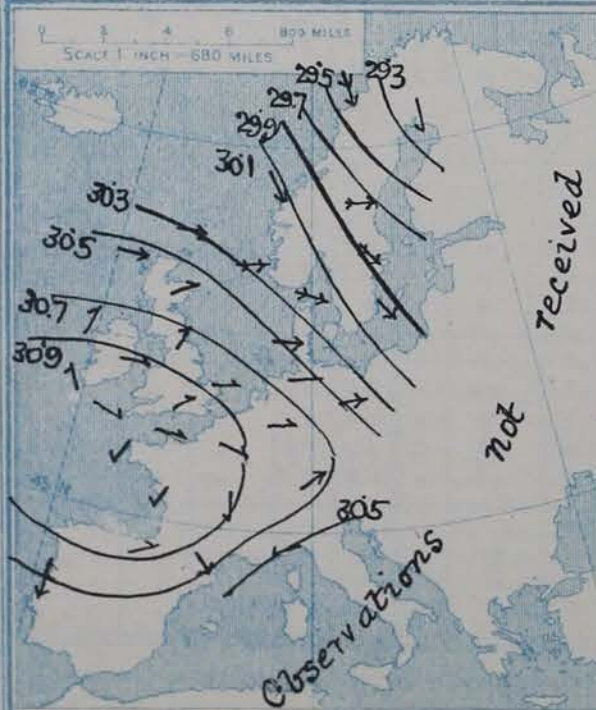 0 2 4 6 800 MILES
SCALE 1 INCH = 680 MILES
29.3
29.5
29.7
29.9
30.1
30.3
30.5
30.7
30.9
45 N
30.5
Observations
not
received